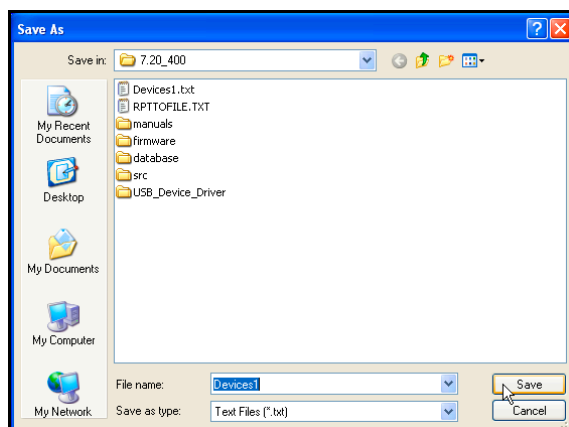 Save As
Save in:
7.20_400
My Recent
Documents
Desktop
My Documents
My Computer
My Network
Devices1.txt
RPTTOFILE.TXT
manuals
firmware
database
src
USB_Device_Driver
File name:
Devices1
Save
Save as type:
Text Files (*.txt)
Cancel